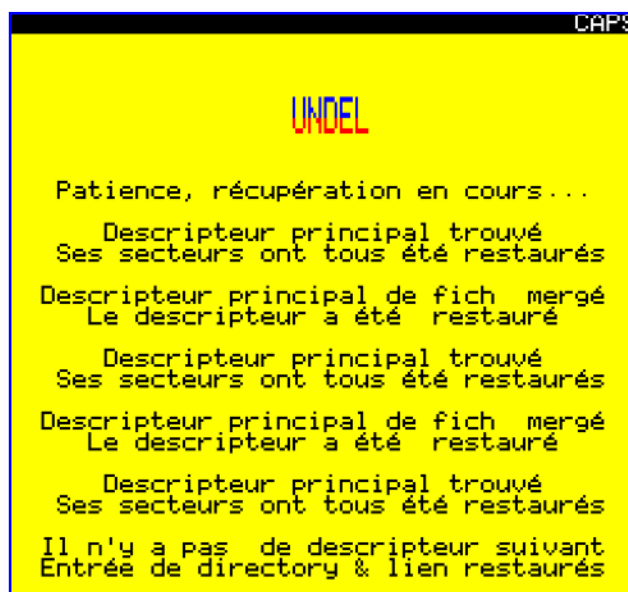 CAPS
UNDEL
Patience, récupération en cours...
Descripteur principal trouvé
Ses secteurs ont tous été restaurés
Descripteur principal de fich  mergé
Le descripteur a été  restauré
Descripteur principal trouvé
Ses secteurs ont tous été restaurés
Descripteur principal de fich  mergé
Le descripteur a été  restauré
Descripteur principal trouvé
Ses secteurs ont tous été restaurés
Il n'y a pas  de descripteur suivant
Entrée de directory & lien restaurés